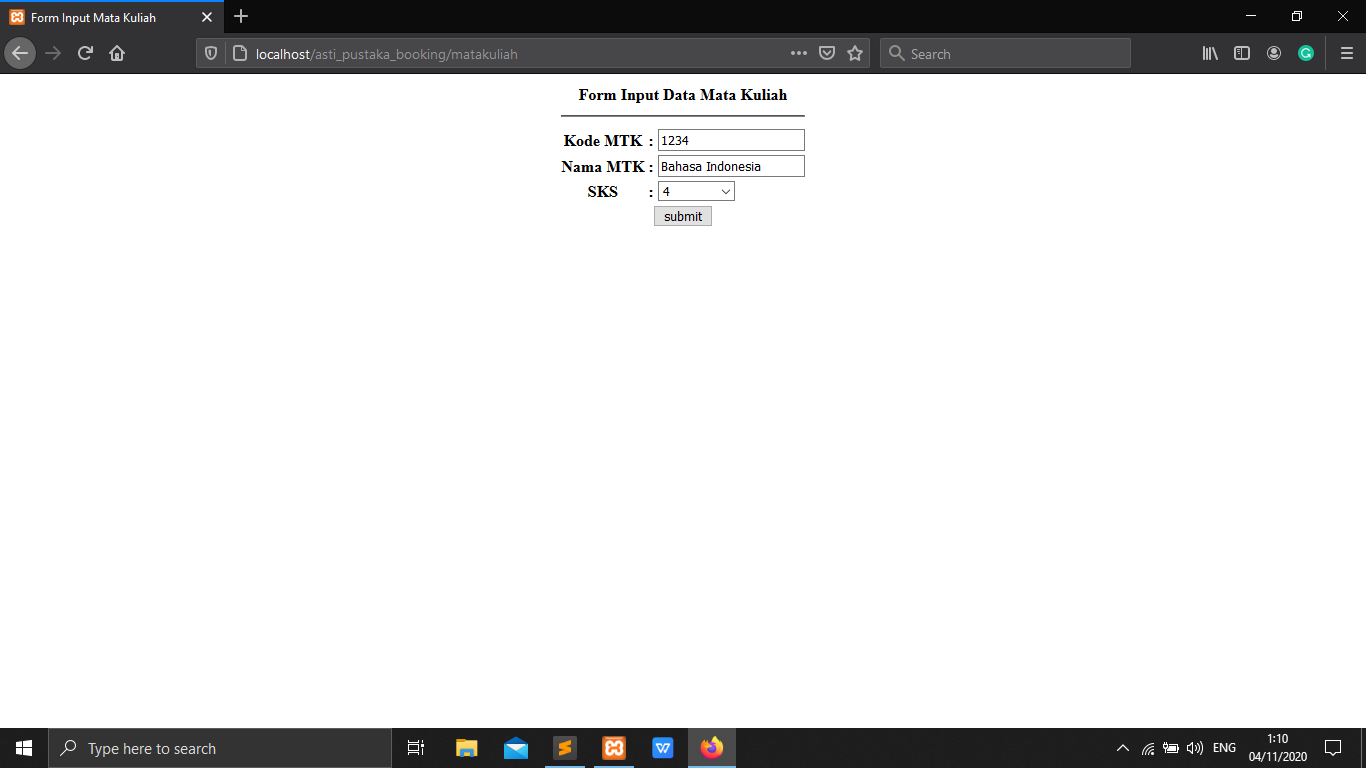 Form Input Mata Kuliah
localhost/asti_pustaka_booking/matakuliah
Search
Form Input Data Mata Kuliah
Kode MTK : 1234
Nama MTK : Bahasa Indonesia
SKS : 4
submit
Type here to search
ENG
1:10
04/11/2020